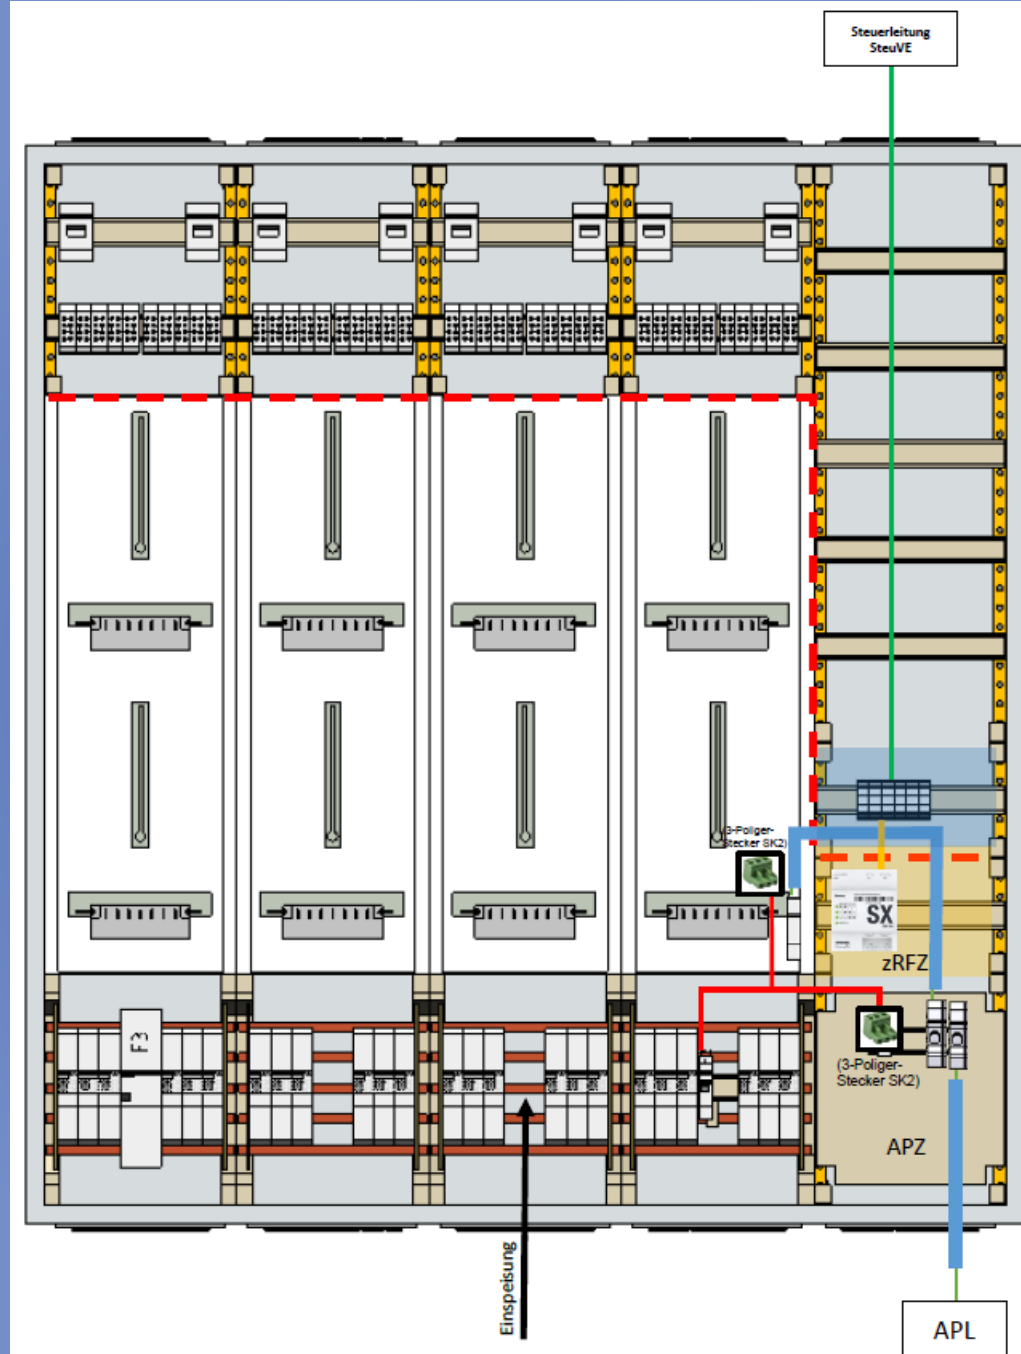 Steuerleitung
SteuVE
(3-Poliger-
Stecker SK2)
SX
zRFZ
F3
(3-Poliger-
Stecker SK2)
APZ
Einspeisung
APL